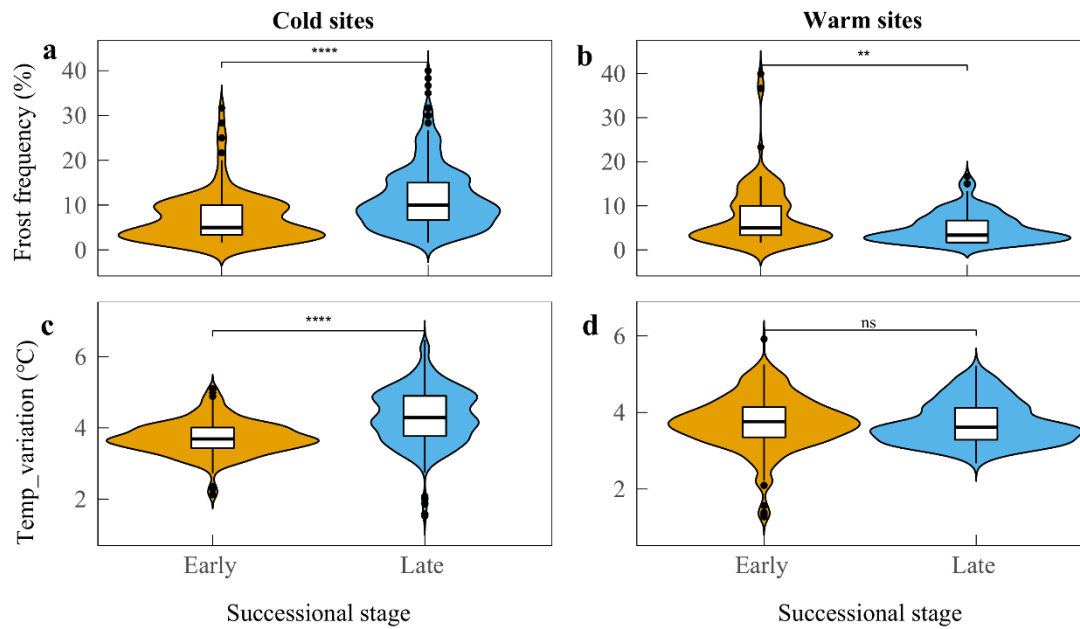 Cold sites
Warm sites
a
****
b
**
Frost frequency (%)
40
30
20
10
0
40
30
20
10
0
c
****
d
ns
Temp_variation (℃)
6
4
2
6
4
2
Early
Late
Early
Late
Successional stage
Successional stage